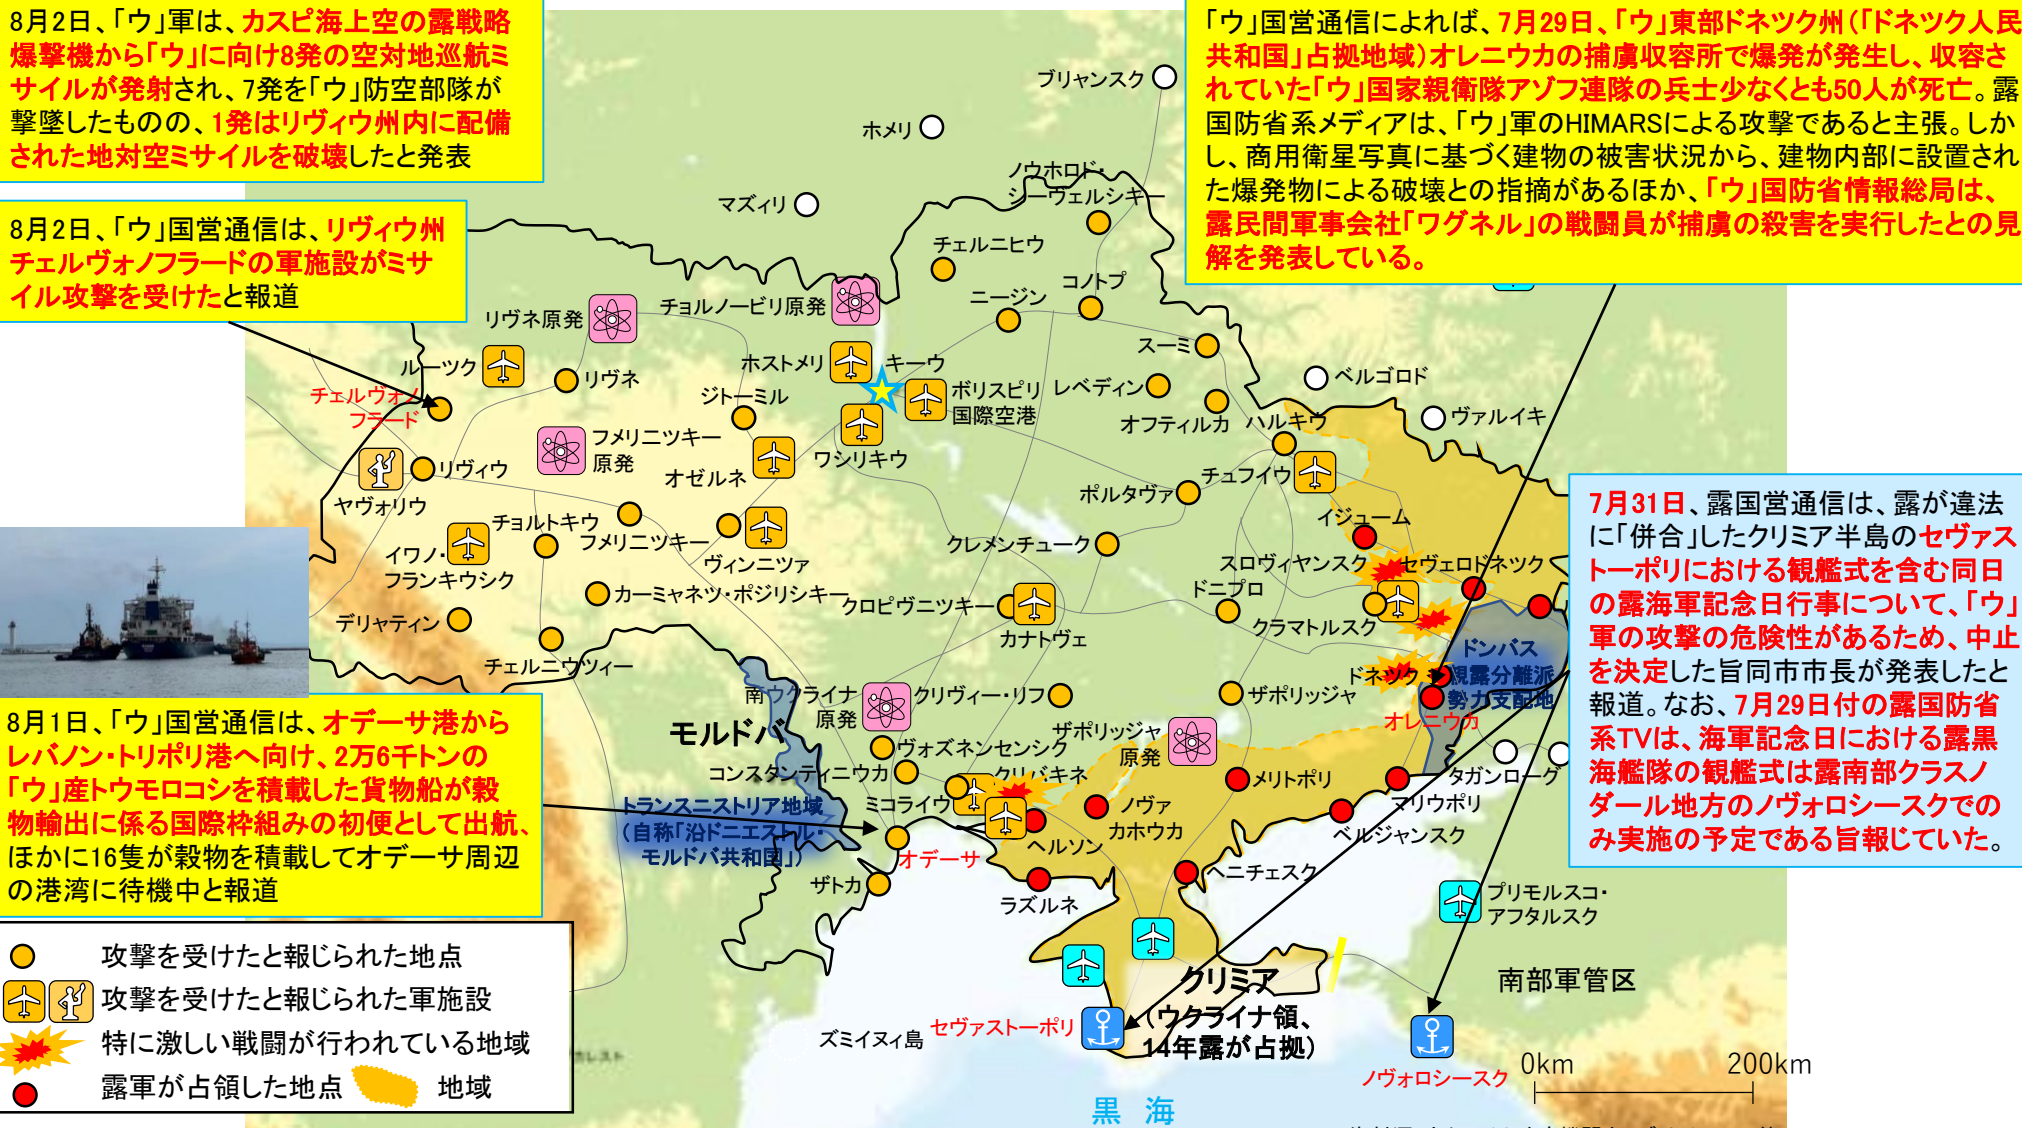 8月2日、「ウ」軍は、カスピ海上空の露戦略
爆撃機から「ウ」に向け8発の空対地巡航ミ
サイルが発射され、7発を「ウ」防空部隊が
撃墜したものの、1発はリヴィウ州内に配備
された地対空ミサイルを破壊したと発表
8月2日、「ウ」国営通信は、リヴィウ州
チェルヴォノフラードの軍施設がミサ
イル攻撃を受けたと報道
「ウ」国営通信によれば、7月29日、「ウ」東部ドネツク州(「ドネツク人民
共和国」占拠地域)オレニウカの捕虜収容所で爆発が発生し、収容さ
れていた「ウ」国家親衛隊アゾフ連隊の兵士少なくとも50人が死亡。露
国防省系メディアは、「ウ」軍のHIMARSによる攻撃であると主張。しか
し、商用衛星写真に基づく建物の被害状況から、建物内部に設置され
た爆発物による破壊との指摘があるほか、「ウ」国防省情報総局は、
露民間軍事会社「ワグネル」の戦闘員が捕虜の殺害を実行したとの見
解を発表している。
7月31日、露国営通信は、露が違法
に「併合」したクリミア半島のセヴァス
トーポリにおける観艦式を含む同日
の露海軍記念日行事について、「ウ」
軍の攻撃の危険性があるため、中止
を決定した旨同市市長が発表したと
報道。なお、7月29日付の露国防省
系TVは、海軍記念日における露黒
海艦隊の観艦式は露南部クラスノ
ダール地方のノヴォロシースクでの
み実施の予定である旨報じていた。
8月1日、「ウ」国営通信は、オデーサ港から
レバノン・トリポリ港へ向け、2万6千トンの
「ウ」産トウモロコシを積載した貨物船が穀
物輸出に係る国際枠組みの初便として出航、
ほかに16隻が穀物を積載してオデーサ周辺
の港湾に待機中と報道
ブリャンスク
ホメリ
マズィリ
ノウホロド・
シーヴェルシキー
チェルニヒウ
コノトプ
ニージン
チョルノービリ原発
リヴネ原発
ホストメリ
キーウ
スーミ
ルーツク
リヴネ
ジトーミル
ボリスピリ
国際空港
レベディン
オフティルカ
ハルキウ
ベルゴロド
ヴァルイキ
チェルヴォノ
フラード
フメリニツキー
原発
オゼルネ
ワシリキウ
ポルタヴァ
チュフイウ
リヴィウ
ヤヴォリウ
チョルトキウ
フメリニツキー
ヴィンニツァ
クレメンチューク
イジューム
イワノ・
フランキウシク
スロヴィヤンスク
セヴェロドネツク
カーミャネツ・ポジリシキー
クロピヴニツキー
カナトヴェ
ドニプロ
クラマトルスク
デリャティン
チェルニウツィー
ドンバス
親露分離派
勢力支配地
ドネツク
オレニウカ
南ウクライナ
原発
クリヴィー・リフ
ザポリッジャ
ザポリッジャ
原発
モルドバ
ヴォズネンセンシク
コンスタンティニウカ
クリバキネ
ミコライウ
メリトポリ
タガンローグ
マリウポリ
ベルジャンスク
トランスニストリア地域
(自称「沿ドニエストル・
モルドバ共和国」)
ノヴァ
カホウカ
ヘルソン
オデーサ
ザトカ
ラズルネ
ヘニチェスク
プリモルスコ・
アフタルスク
クリミア
(ウクライナ領、
14年露が占拠)
南部軍管区
ズミイヌィ島
セヴァストーポリ
ノヴォロシースク
黒 海
0km
200km
攻撃を受けたと報じられた地点
攻撃を受けたと報じられた軍施設
特に激しい戦闘が行われている地域
露軍が占領した地点
地域